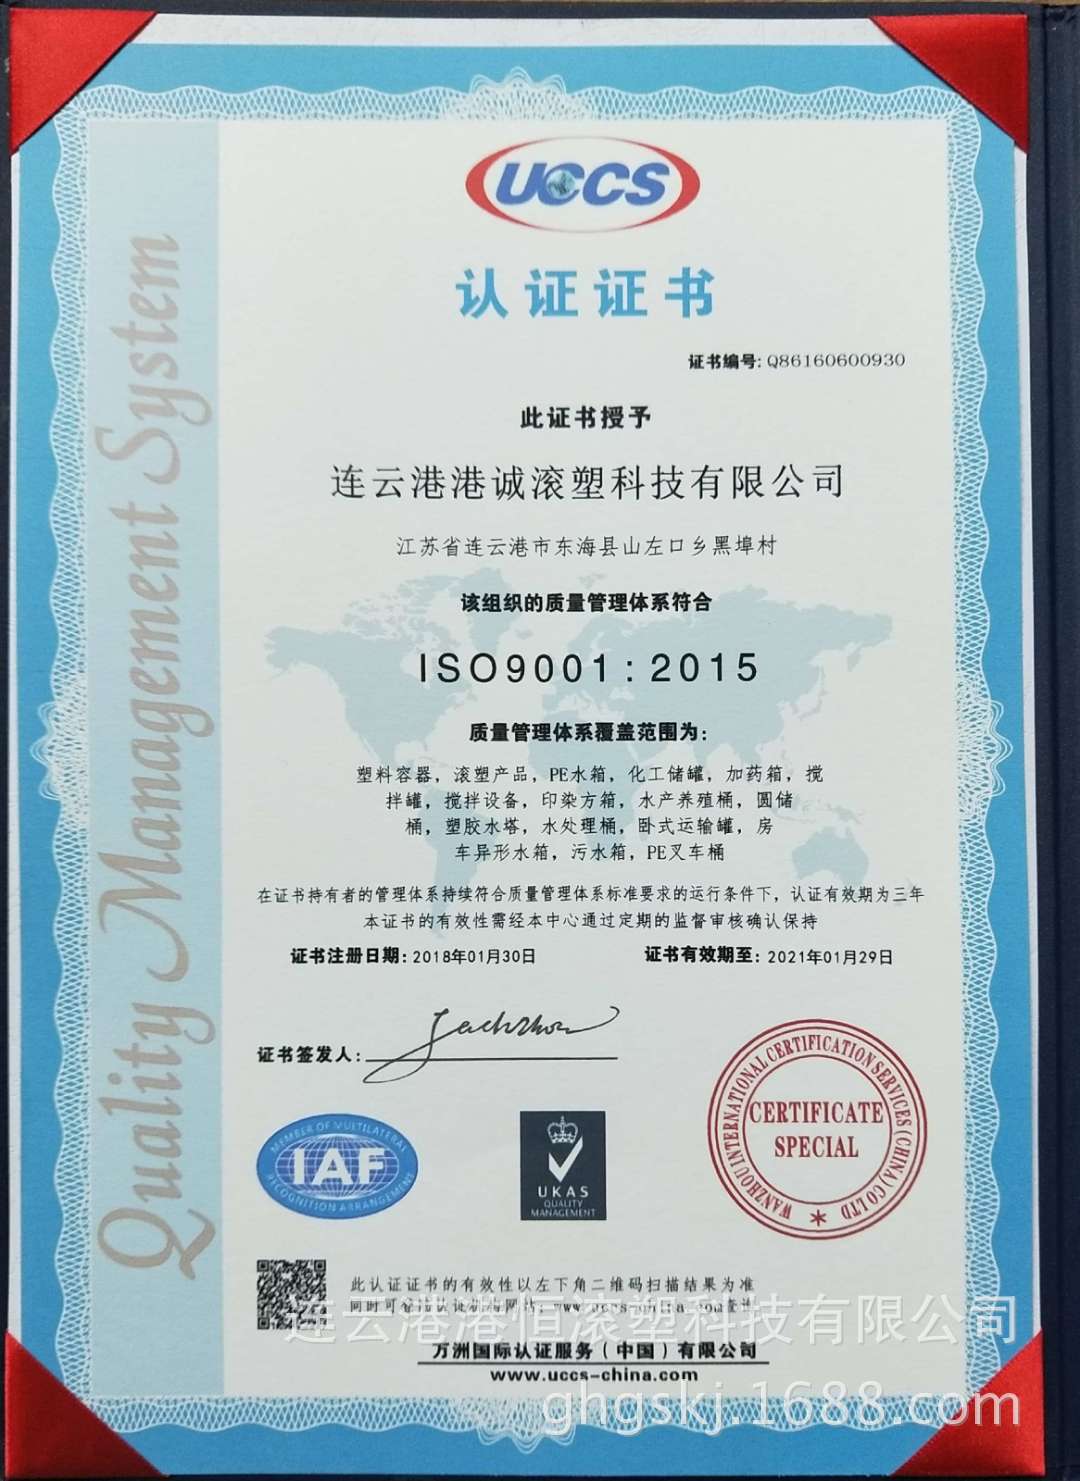 UCCS
认证证书
证书编号: Q86160600930
此证书授予
连云港港诚滚塑科技有限公司
江苏省连云港市东海县山左口乡黑埠村
该组织的质量管理体系符合
ISO9001:2015
质量管理体系覆盖范围为:
塑料容器，滚塑产品，PE水箱，化工储罐，加药箱，搅
拌罐，搅拌设备，印染方箱，水产养殖桶，圆储
桶，塑胶水塔，水处理桶，卧式运输罐，房
车异形水箱，污水箱，PE叉车桶
在证书持有者的管理体系持续符合质量管理体系标准要求的运行条件下，认证有效期为三年
本证书的有效性需经本中心通过定期的监督审核确认保持
证书注册日期: 2018年01月30日
证书有效期至: 2021年01月29日
证书签发人:
Quality Management System
MEMBER OF MULTILATERAL
IAF
RECOGNITION ARRANGEMENT
UKAS
QUALITY
MANAGEMENT
WANZHOU INTERNATIONAL CERTIFICATION SERVICES (CHINA) CO LTD
CERTIFICATE
SPECIAL
此认证证书的有效性以左下角二维码扫描结果为准
连云港港恒滚塑科技有限公司
万洲国际认证服务（中国）有限公司
www.uccs-china.com
ghgskj.1688.com